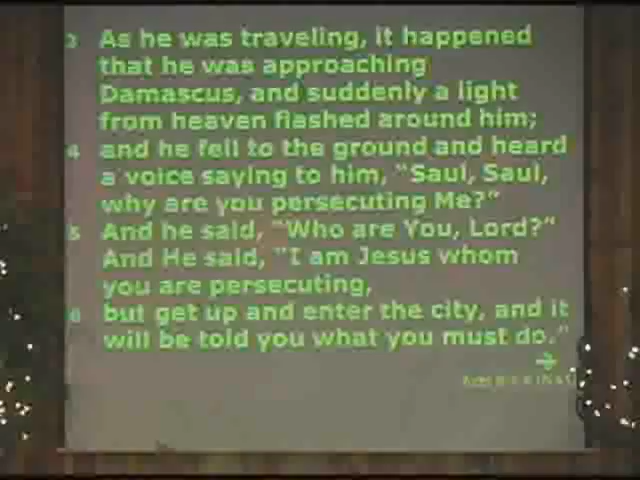 3 As he was traveling, it happened
that he was approaching
Damascus, and suddenly a light
from heaven flashed around him;
4 and he fell to the ground and heard
a voice saying to him, "Saul, Saul,
why are you persecuting Me?"
5 And he said, "Who are You, Lord?"
And He said, "I am Jesus whom
you are persecuting,
6 but get up and enter the city, and it
will be told you what you must do."